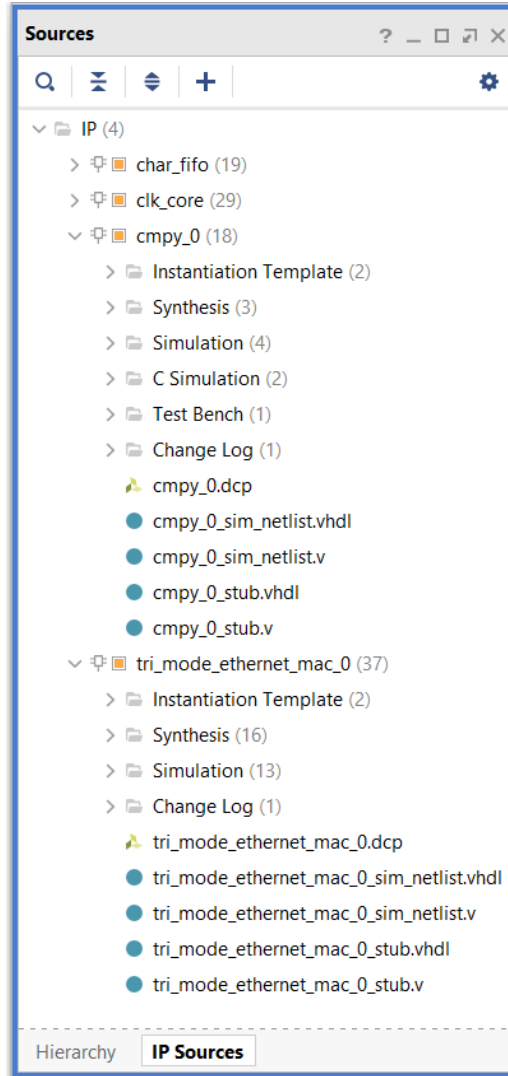 Sources
IP (4)
char_fifo (19)
clk_core (29)
cmpy_0 (18)
Instantiation Template (2)
Synthesis (3)
Simulation (4)
C Simulation (2)
Test Bench (1)
Change Log (1)
cmpy_0.dcp
cmpy_0_sim_netlist.vhdl
cmpy_0_sim_netlist.v
cmpy_0_stub.vhdl
cmpy_0_stub.v
tri_mode_ethernet_mac_0 (37)
Instantiation Template (2)
Synthesis (16)
Simulation (13)
Change Log (1)
tri_mode_ethernet_mac_0.dcp
tri_mode_ethernet_mac_0_sim_netlist.vhdl
tri_mode_ethernet_mac_0_sim_netlist.v
tri_mode_ethernet_mac_0_stub.vhdl
tri_mode_ethernet_mac_0_stub.v
Hierarchy IP Sources